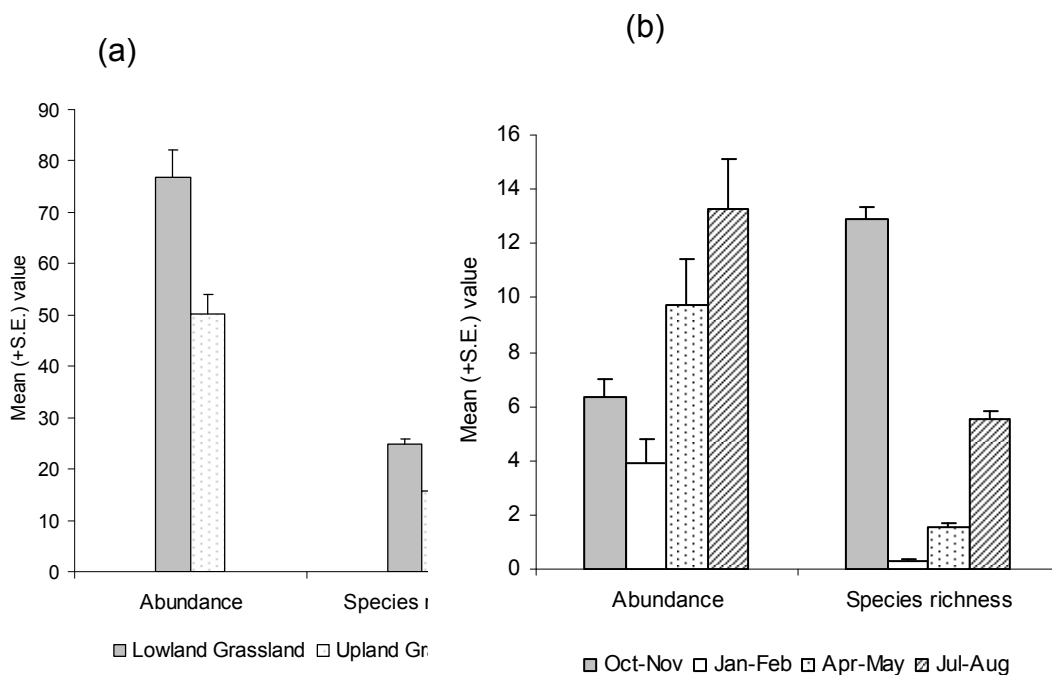 (a)
90
80
70
60
50
40
30
20
10
0
Mean (+S.E.) value
Abundance Species
Lowland Grassland Upland
(b)
16
14
12
10
8
6
4
2
0
Mean (+S.E.) value
Abundance Species richness
Oct-Nov Jan-Feb Apr-May Jul-Aug